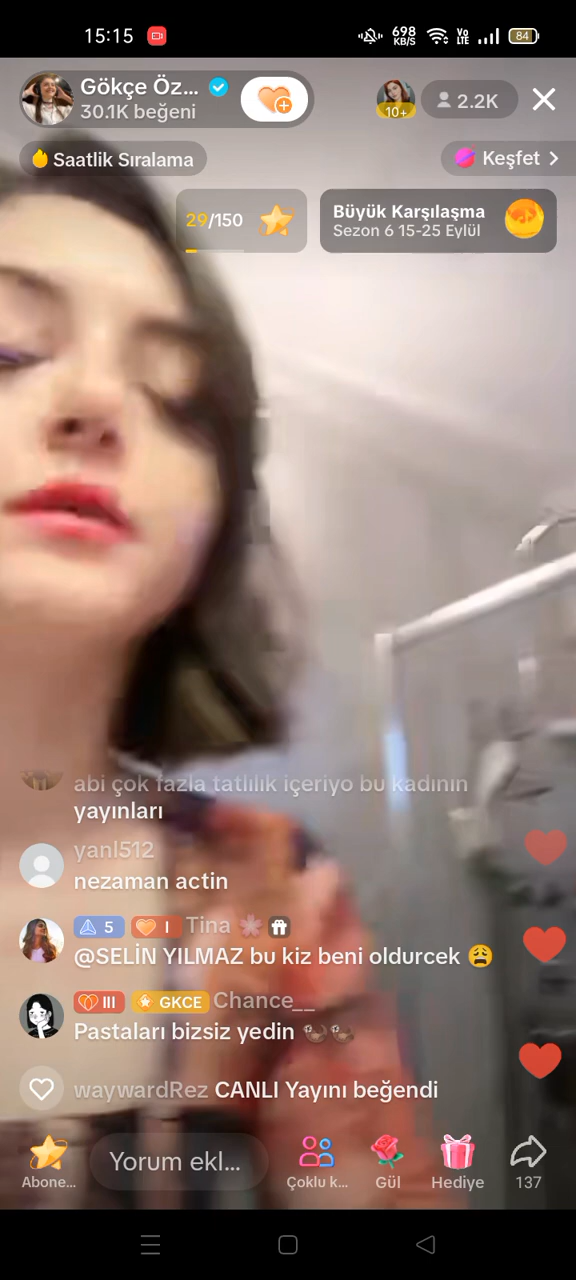 15:15
698 KB/S
Vo LTE
84
Gökçe Öz...
30.1K beğeni
10+
2.2K
Saatlik Sıralama
Keşfet
29/150
Büyük Karşılaşma
Sezon 6 15-25 Eylül
abi çok fazla tatlılık içeriyo bu kadının
yayınları
yanl512
nezaman actin
5 I Tina
@SELİN YILMAZ bu kiz beni oldurcek 😩
III GKCE Chance__
Pastaları bizsiz yedin
waywardRez CANLI Yayını beğendi
Abone...
Yorum ekl...
Çoklu k...
Gül
Hediye
137